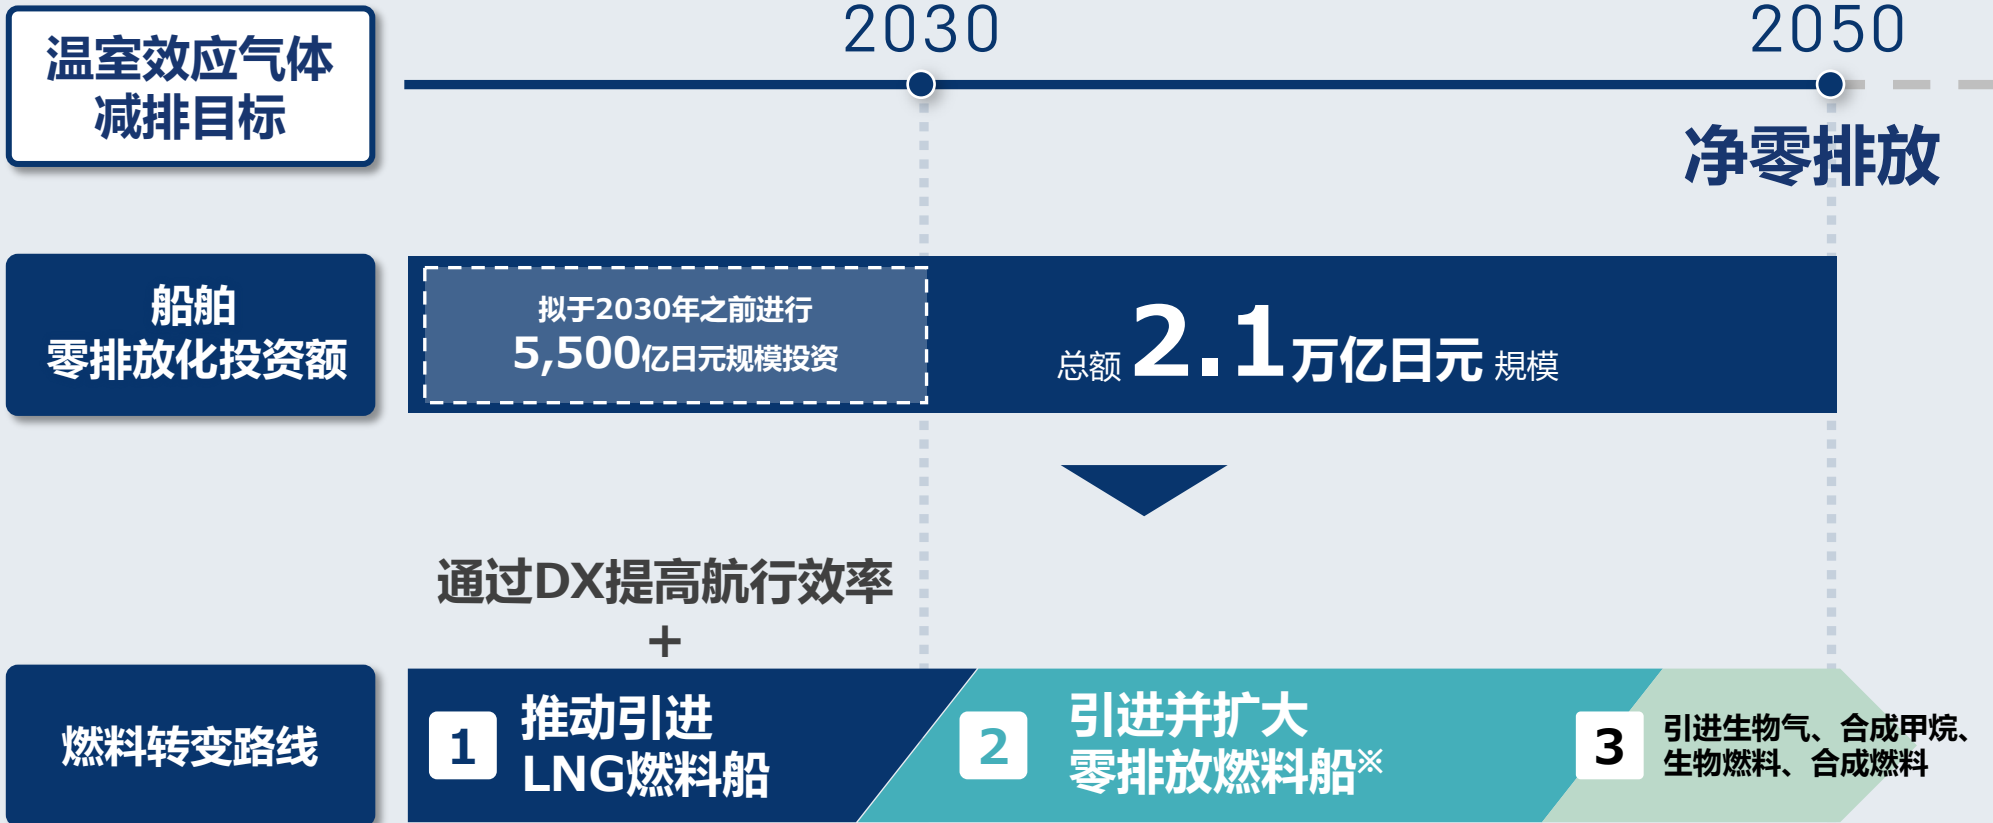 温室效应气体
减排目标
2030
2050
净零排放
船舶
零排放化投资额
拟于2030年之前进行
5,500亿日元规模投资
总额 2.1万亿日元 規模
通过DX提高航行效率
+
燃料转变路线
1
推动引进
LNG燃料船
2
引进并扩大
零排放燃料船※
3
引进生物气、合成甲烷、
生物燃料、合成燃料